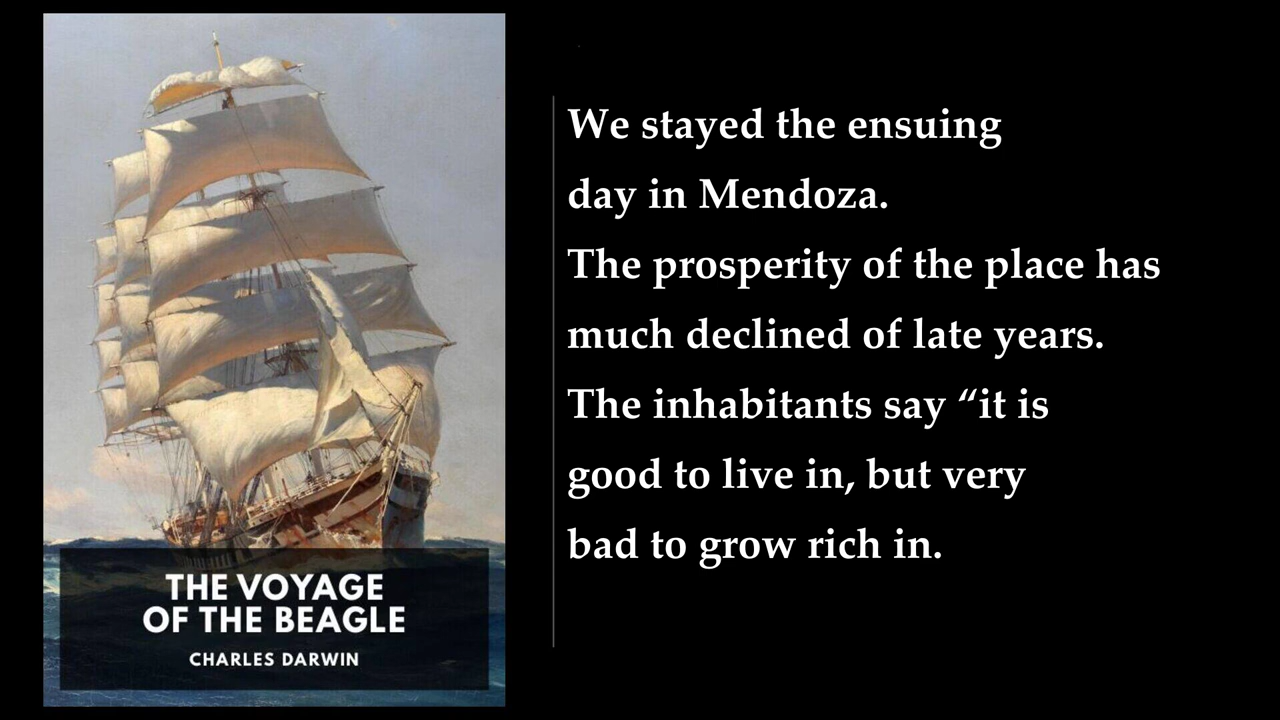 We stayed the ensuing
day in Mendoza.
The prosperity of the place has
much declined of late years.
The inhabitants say “it is
good to live in, but very
bad to grow rich in.
THE VOYAGE
OF THE BEAGLE
CHARLES DARWIN